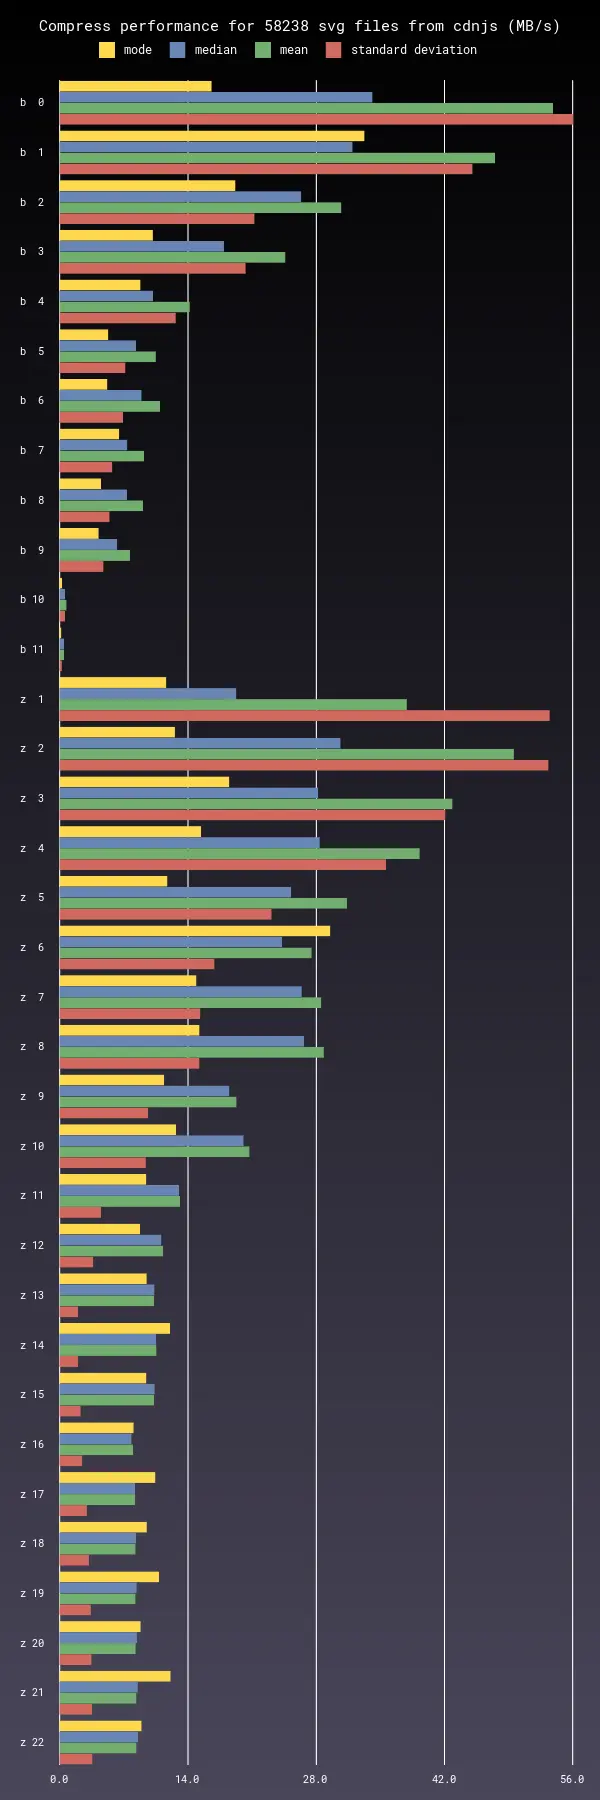 Compress performance for 58238 svg files from cdnjs (MB/s)
mode median mean standard deviation
b 0
b 1
b 2
b 3
b 4
b 5
b 6
b 7
b 8
b 9
b 10
b 11
z 1
z 2
z 3
z 4
z 5
z 6
z 7
z 8
z 9
z 10
z 11
z 12
z 13
z 14
z 15
z 16
z 17
z 18
z 19
z 20
z 21
z 22
0.0 14.0 28.0 42.0 56.0